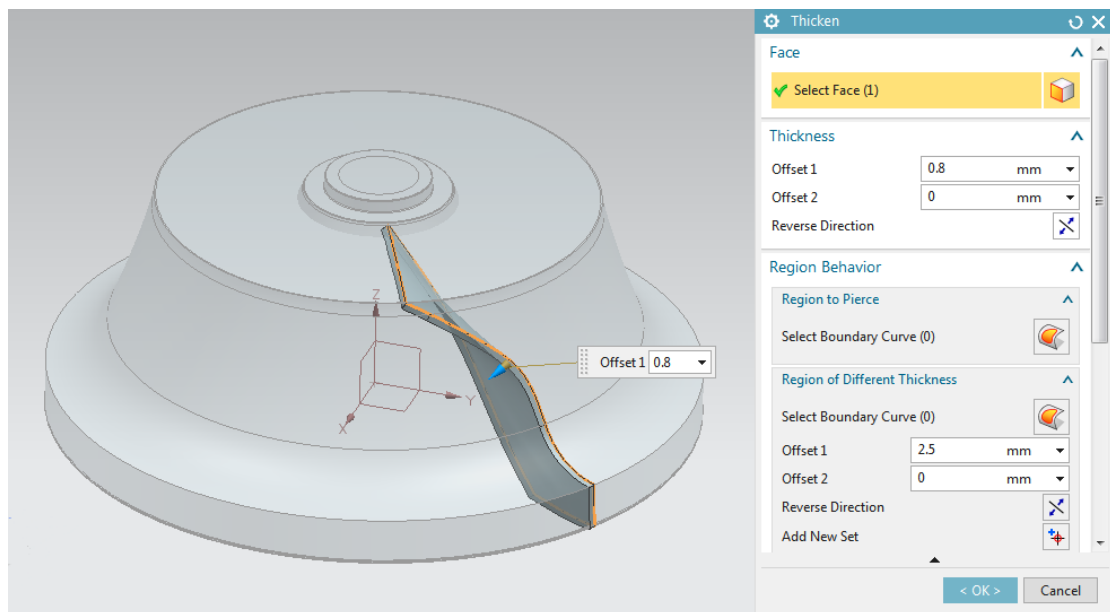 Thicken
Face
Select Face (1)
Thickness
Offset 1 0.8 mm
Offset 2 0 mm
Reverse Direction
Region Behavior
Region to Pierce
Select Boundary Curve (0)
Region of Different Thickness
Select Boundary Curve (0)
Offset 1 2.5 mm
Offset 2 0 mm
Reverse Direction
Add New Set
< OK > Cancel
Z
Y
X
Offset 1 0.8